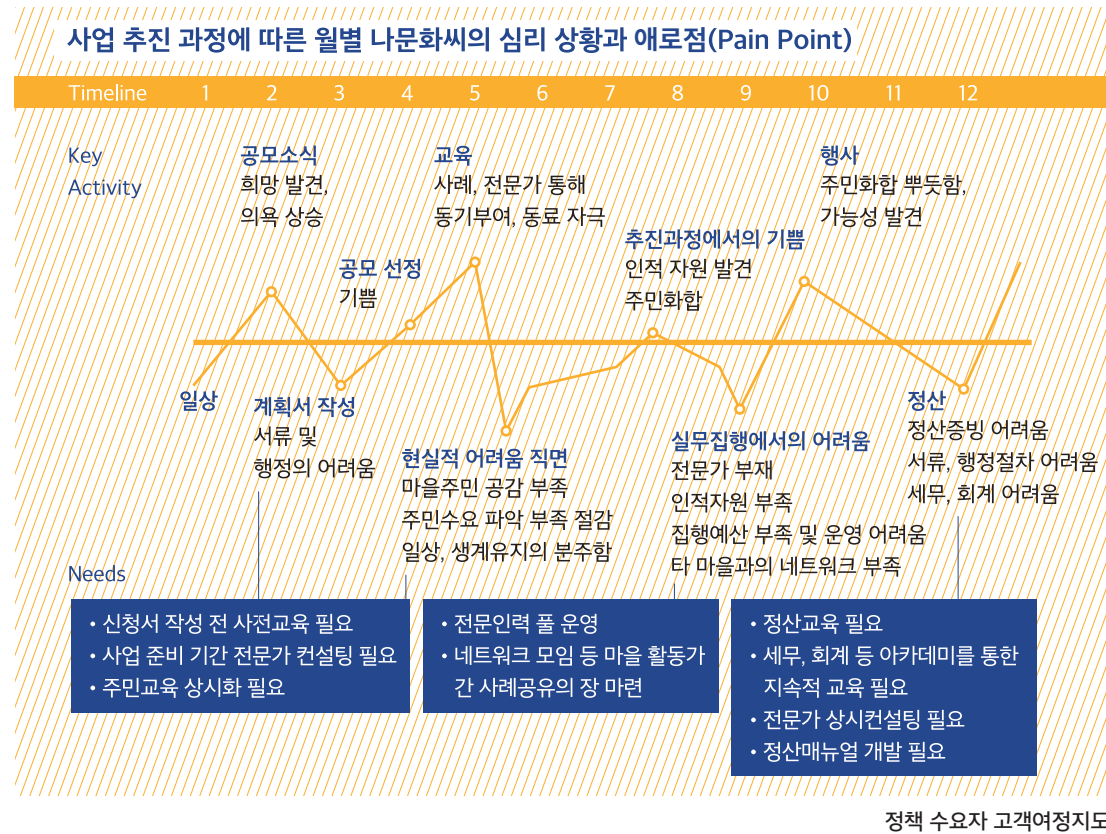 사업 추진 과정에 따른 월별 나문화씨의 심리 상황과 애로점(Pain Point)
Timeline 1 2 3 4 5 6 7 8 9 10 11 12
Key
Activity
공모소식
희망 발견,
의욕 상승
교육
사례, 전문가 통해
동기부여, 동료 자극
행사
주민화합 뿌듯함,
가능성 발견
공모 선정
기쁨
추진과정에서의 기쁨
인적 자원 발견
주민화합
일상
계획서 작성
서류 및
행정의 어려움
현실적 어려움 직면
마을주민 공감 부족
주민수요 파악 부족 절감
일상, 생계유지의 분주함
실무집행에서의 어려움
전문가 부재
인적자원 부족
집행예산 부족 및 운영 어려움
타 마을과의 네트워크 부족
정산
정산증빙 어려움
서류, 행정절차 어려움
세무, 회계 어려움
Needs
• 신청서 작성 전 사전교육 필요
• 사업 준비 기간 전문가 컨설팅 필요
• 주민교육 상시화 필요
• 전문인력 풀 운영
• 네트워크 모임 등 마을 활동가
간 사례공유의 장 마련
• 정산교육 필요
• 세무, 회계 등 아카데미를 통한
지속적 교육 필요
• 전문가 상시컨설팅 필요
• 정산매뉴얼 개발 필요
정책 수요자 고객여정지도